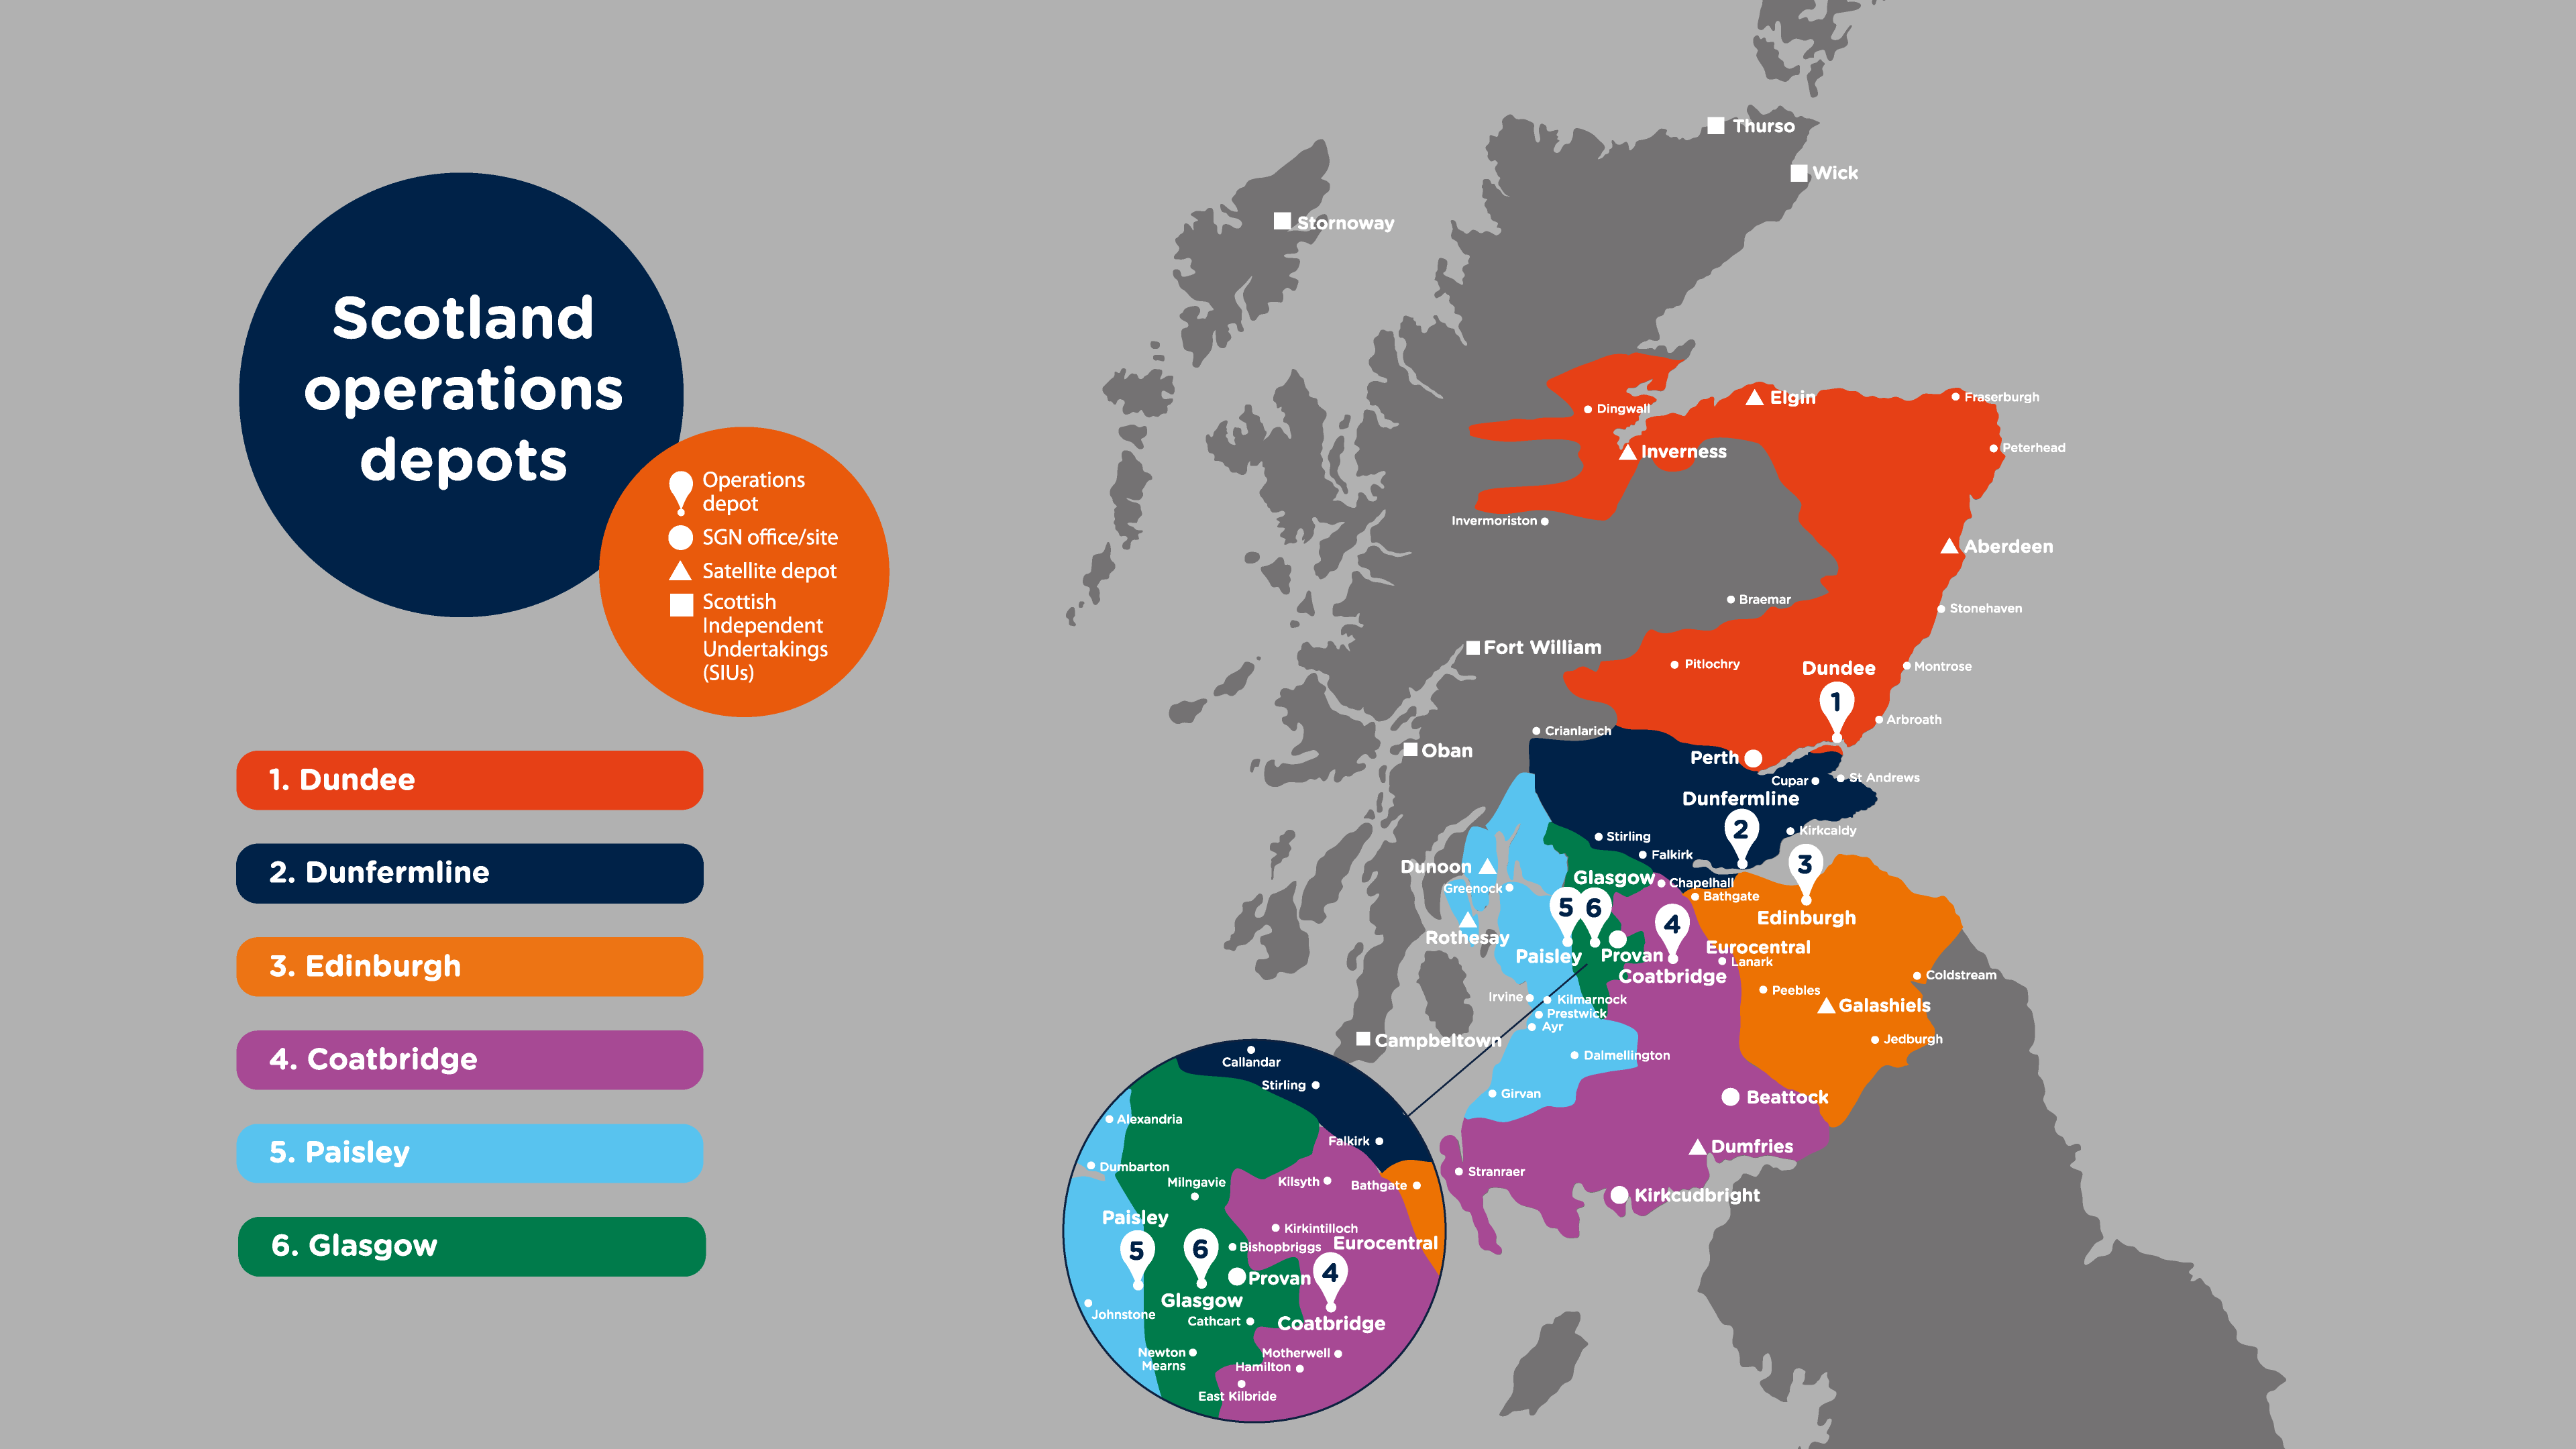 Scotland
operations
depots
Operations
depot
SGN office/site
Satellite depot
Scottish
Independent
Undertakings
(SIUs)
1. Dundee
2. Dunfermline
3. Edinburgh
4. Coatbridge
5. Paisley
6. Glasgow
Thurso
Wick
Stornoway
Elgin
Fraserburgh
Dingwall
Peterhead
Inverness
Invermoriston
Aberdeen
Braemar
Stonehaven
Fort William
Pitlochry
Dundee
Montrose
1
Arbroath
Crianlarich
Oban
Perth
Cupar
St Andrews
Dunfermline
2
Kirkcaldy
Stirling
Falkirk
3
Dunoon
Glasgow
Chapelhall
Greenock
Bathgate
5
6
4
Edinburgh
Rothesay
Eurocentral
Paisley
Provan
Lanark
Coatbridge
Coldstream
Peebles
Irvine
Kilmarnock
Galashiels
Prestwick
Ayr
Campbeltown
Jedburgh
Dalmellington
Girvan
Beattock
Dumfries
Stranraer
Kirkcudbright
Callandar
Stirling
Alexandria
Falkirk
Dumbarton
Milngavie
Kilsyth
Bathgate
Paisley
Kirkintilloch
5
6
Bishopbriggs
Eurocentral
4
Provan
Glasgow
Johnstone
Cathcart
Coatbridge
Newton
Mearns
Motherwell
Hamilton
East Kilbride